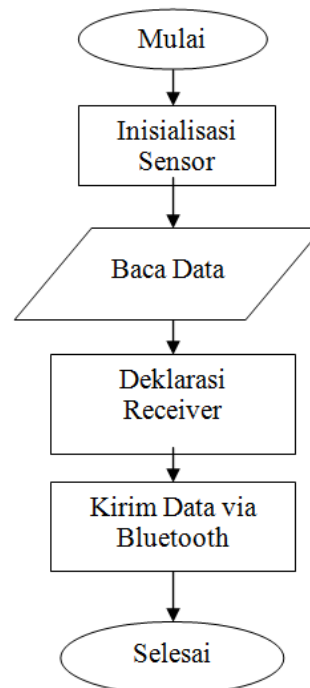 Mulai
Inisialisasi
Sensor
Baca Data
Deklarasi
Receiver
Kirim Data via
Bluetooth
Selesai